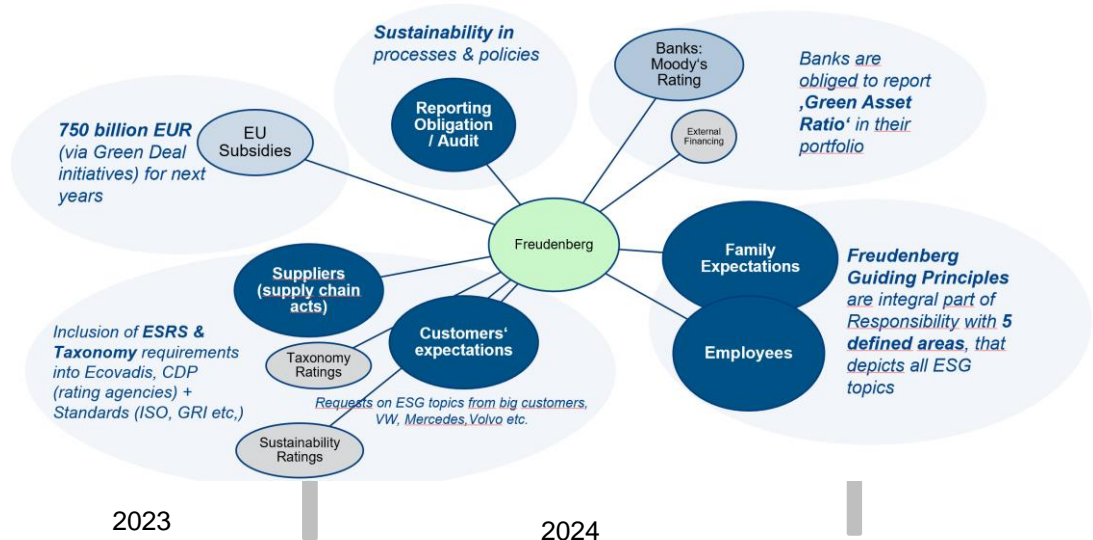 Sustainability in
processes & policies
Reporting
Obligation
/ Audit
Banks:
Moody's
Rating
External
Financing
Banks are
obliged to report
‚Green Asset
Ratio' in their
portfolio
750 billion EUR
(via Green Deal
initiatives) for next
years
EU
Subsidies
Freudenberg
Family
Expectations
Employees
Freudenberg
Guiding Principles
are integral part of
Responsibility with 5
defined areas, that
depicts all ESG
topics
Suppliers
(supply chain
acts)
Customers'
expectations
Inclusion of ESRS &
Taxonomy requirements
into Ecovadis, CDP
(rating agencies) +
Standards (ISO, GRI etc,)
Taxonomy
Ratings
Requests on ESG topics from big customers,
VW, Mercedes,Volvo etc.
Sustainability
Ratings
2023
2024